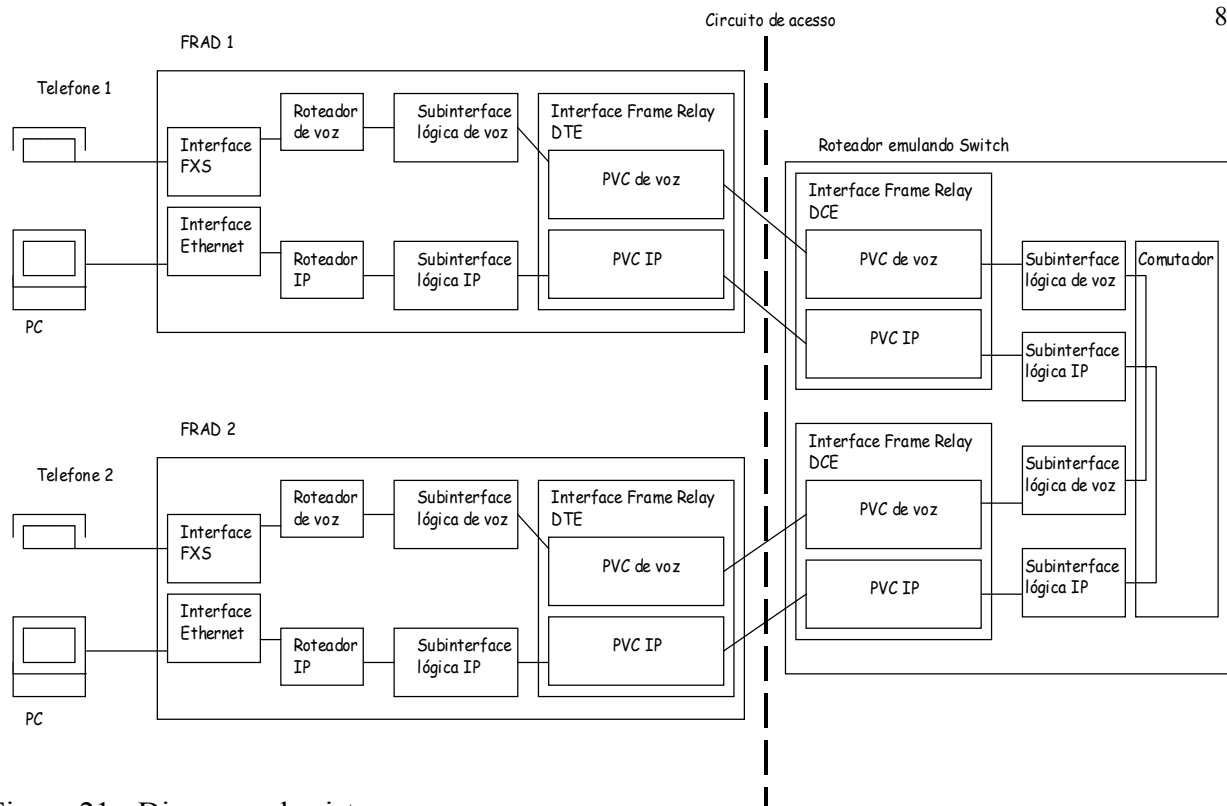 8
Circuito de acesso
FRAD 1
Telefone 1
PC
Interface
FXS
Interface
Ethernet
Roteador
de voz
Roteador
IP
Subinterface
lógica de voz
Subinterface
lógica IP
Interface Frame Relay
DTE
PVC de voz
PVC IP
Roteador emulando Switch
Interface Frame Relay
DCE
PVC de voz
PVC IP
Subinterface
lógica de voz
Subinterface
lógica IP
Comutador
FRAD 2
Telefone 2
PC
Interface
FXS
Interface
Ethernet
Roteador
de voz
Roteador
IP
Subinterface
lógica de voz
Subinterface
lógica IP
Interface Frame Relay
DTE
PVC de voz
PVC IP
Interface Frame Relay
DCE
PVC de voz
PVC IP
Subinterface
lógica de voz
Subinterface
lógica IP
21 - Diagrama